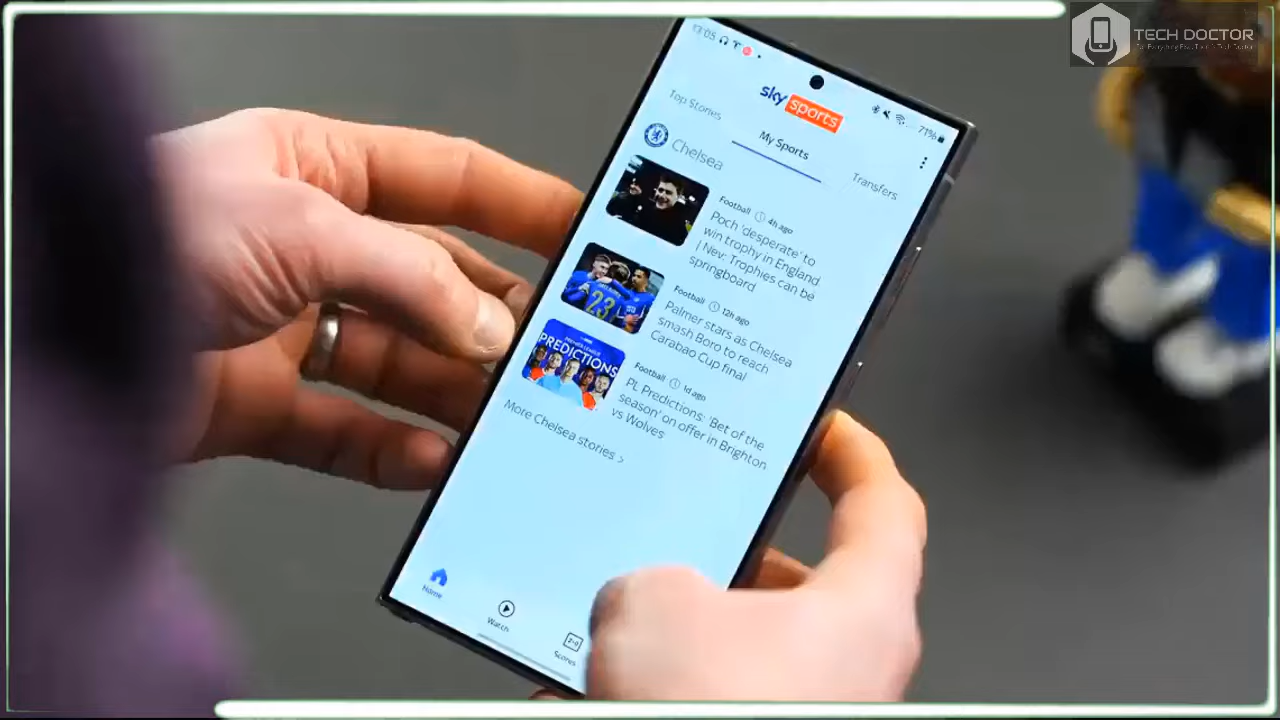 TECH DOCTOR
13:05
71%
sky sports
Top Stories
My Sports
Transfers
Chelsea
Football 4h ago
Poch 'desperate' to
win trophy in England
| Nev: Trophies can be
springboard
Football 12h ago
Palmer stars as Chelsea
smash Boro to reach
Carabao Cup final
23
Football 1d ago
PL Predictions: 'Bet of the
season' on offer in Brighton
vs Wolves
PREDICTIONS
More Chelsea stories >
Home
Watch
Scores